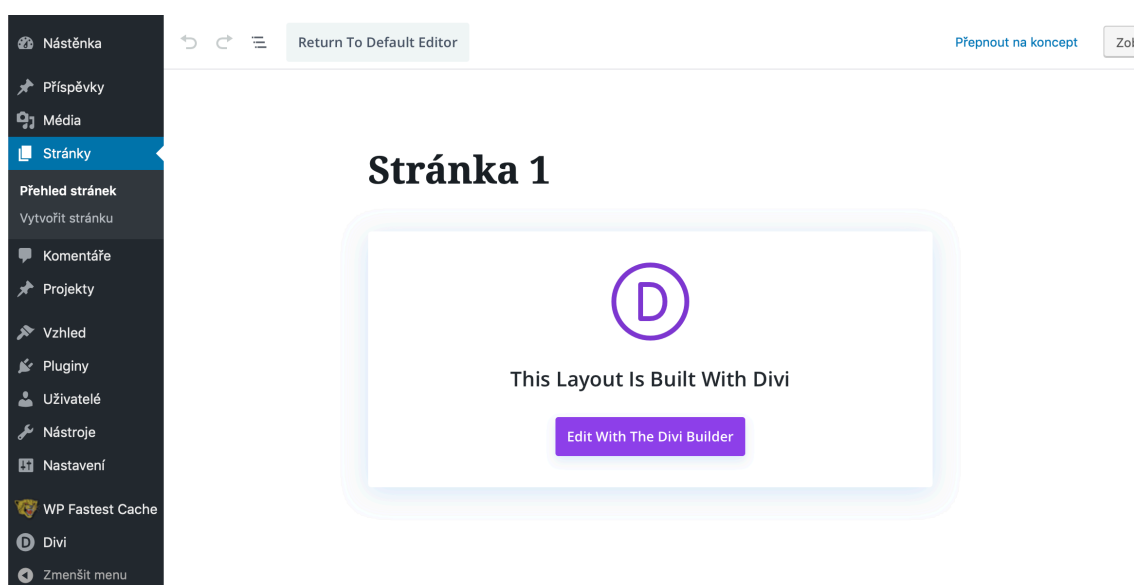 Nástěnka
Příspěvky
Média
Stránky
Přehled stránek
Vytvořit stránku
Komentáře
Projekty
Vzhled
Pluginy
Uživatelé
Nástroje
Nastavení
WP Fastest Cache
Divi
Zmenšit menu
Return To Default Editor
Přepnout na koncept
Stránka 1
D
This Layout Is Built With Divi
Edit With The Divi Builder